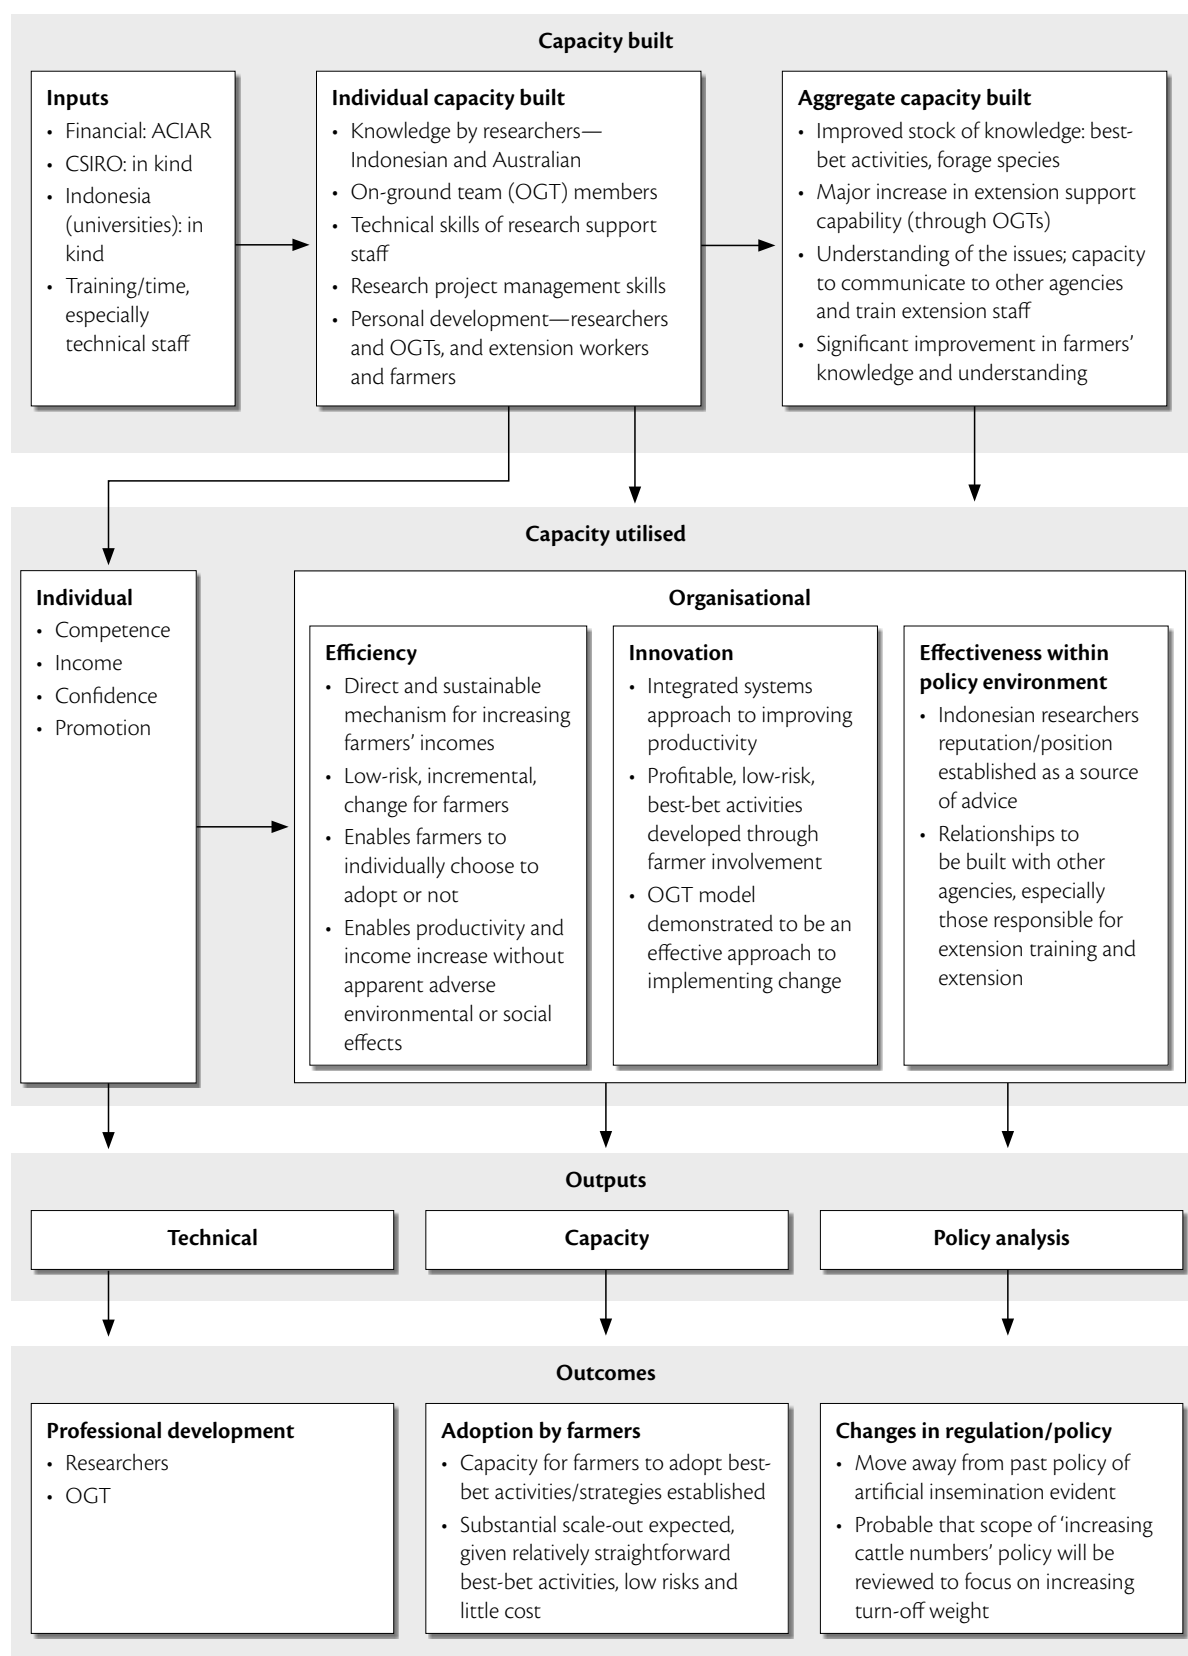 Capacity built
Inputs
• Financial: ACIAR
• CSIRO: in kind
• Indonesia
(universities): in
kind
• Training/time,
especially
technical staff
Individual capacity built
• Knowledge by researchers—
Indonesian and Australian
• On-ground team (OGT) members
• Technical skills of research support
staff
• Research project management skills
• Personal development—researchers
and OGTs, and extension workers
and farmers
Aggregate capacity built
• Improved stock of knowledge: best-
bet activities, forage species
• Major increase in extension support
capability (through OGTs)
• Understanding of the issues; capacity
to communicate to other agencies
and train extension staff
• Significant improvement in farmers'
knowledge and understanding
Capacity utilised
Individual
• Competence
• Income
• Confidence
• Promotion
Organisational
Efficiency
• Direct and sustainable
mechanism for increasing
farmers' incomes
• Low-risk, incremental,
change for farmers
• Enables farmers to
individually choose to
adopt or not
• Enables productivity and
income increase without
apparent adverse
environmental or social
effects
Innovation
• Integrated systems
approach to improving
productivity
• Profitable, low-risk,
best-bet activities
developed through
farmer involvement
• OGT model
demonstrated to be an
effective approach to
implementing change
Effectiveness within
policy environment
• Indonesian researchers
reputation/position
established as a source
of advice
• Relationships to
be built with other
agencies, especially
those responsible for
extension training and
extension
Outputs
Technical
Capacity
Policy analysis
Outcomes
Professional development
• Researchers
• OGT
Adoption by farmers
• Capacity for farmers to adopt best-
bet activities/strategies established
• Substantial scale-out expected,
given relatively straightforward
best-bet activities, low risks and
little cost
Changes in regulation/policy
• Move away from past policy of
artificial insemination evident
• Probable that scope of 'increasing
cattle numbers' policy will be
reviewed to focus on increasing
turn-off weight